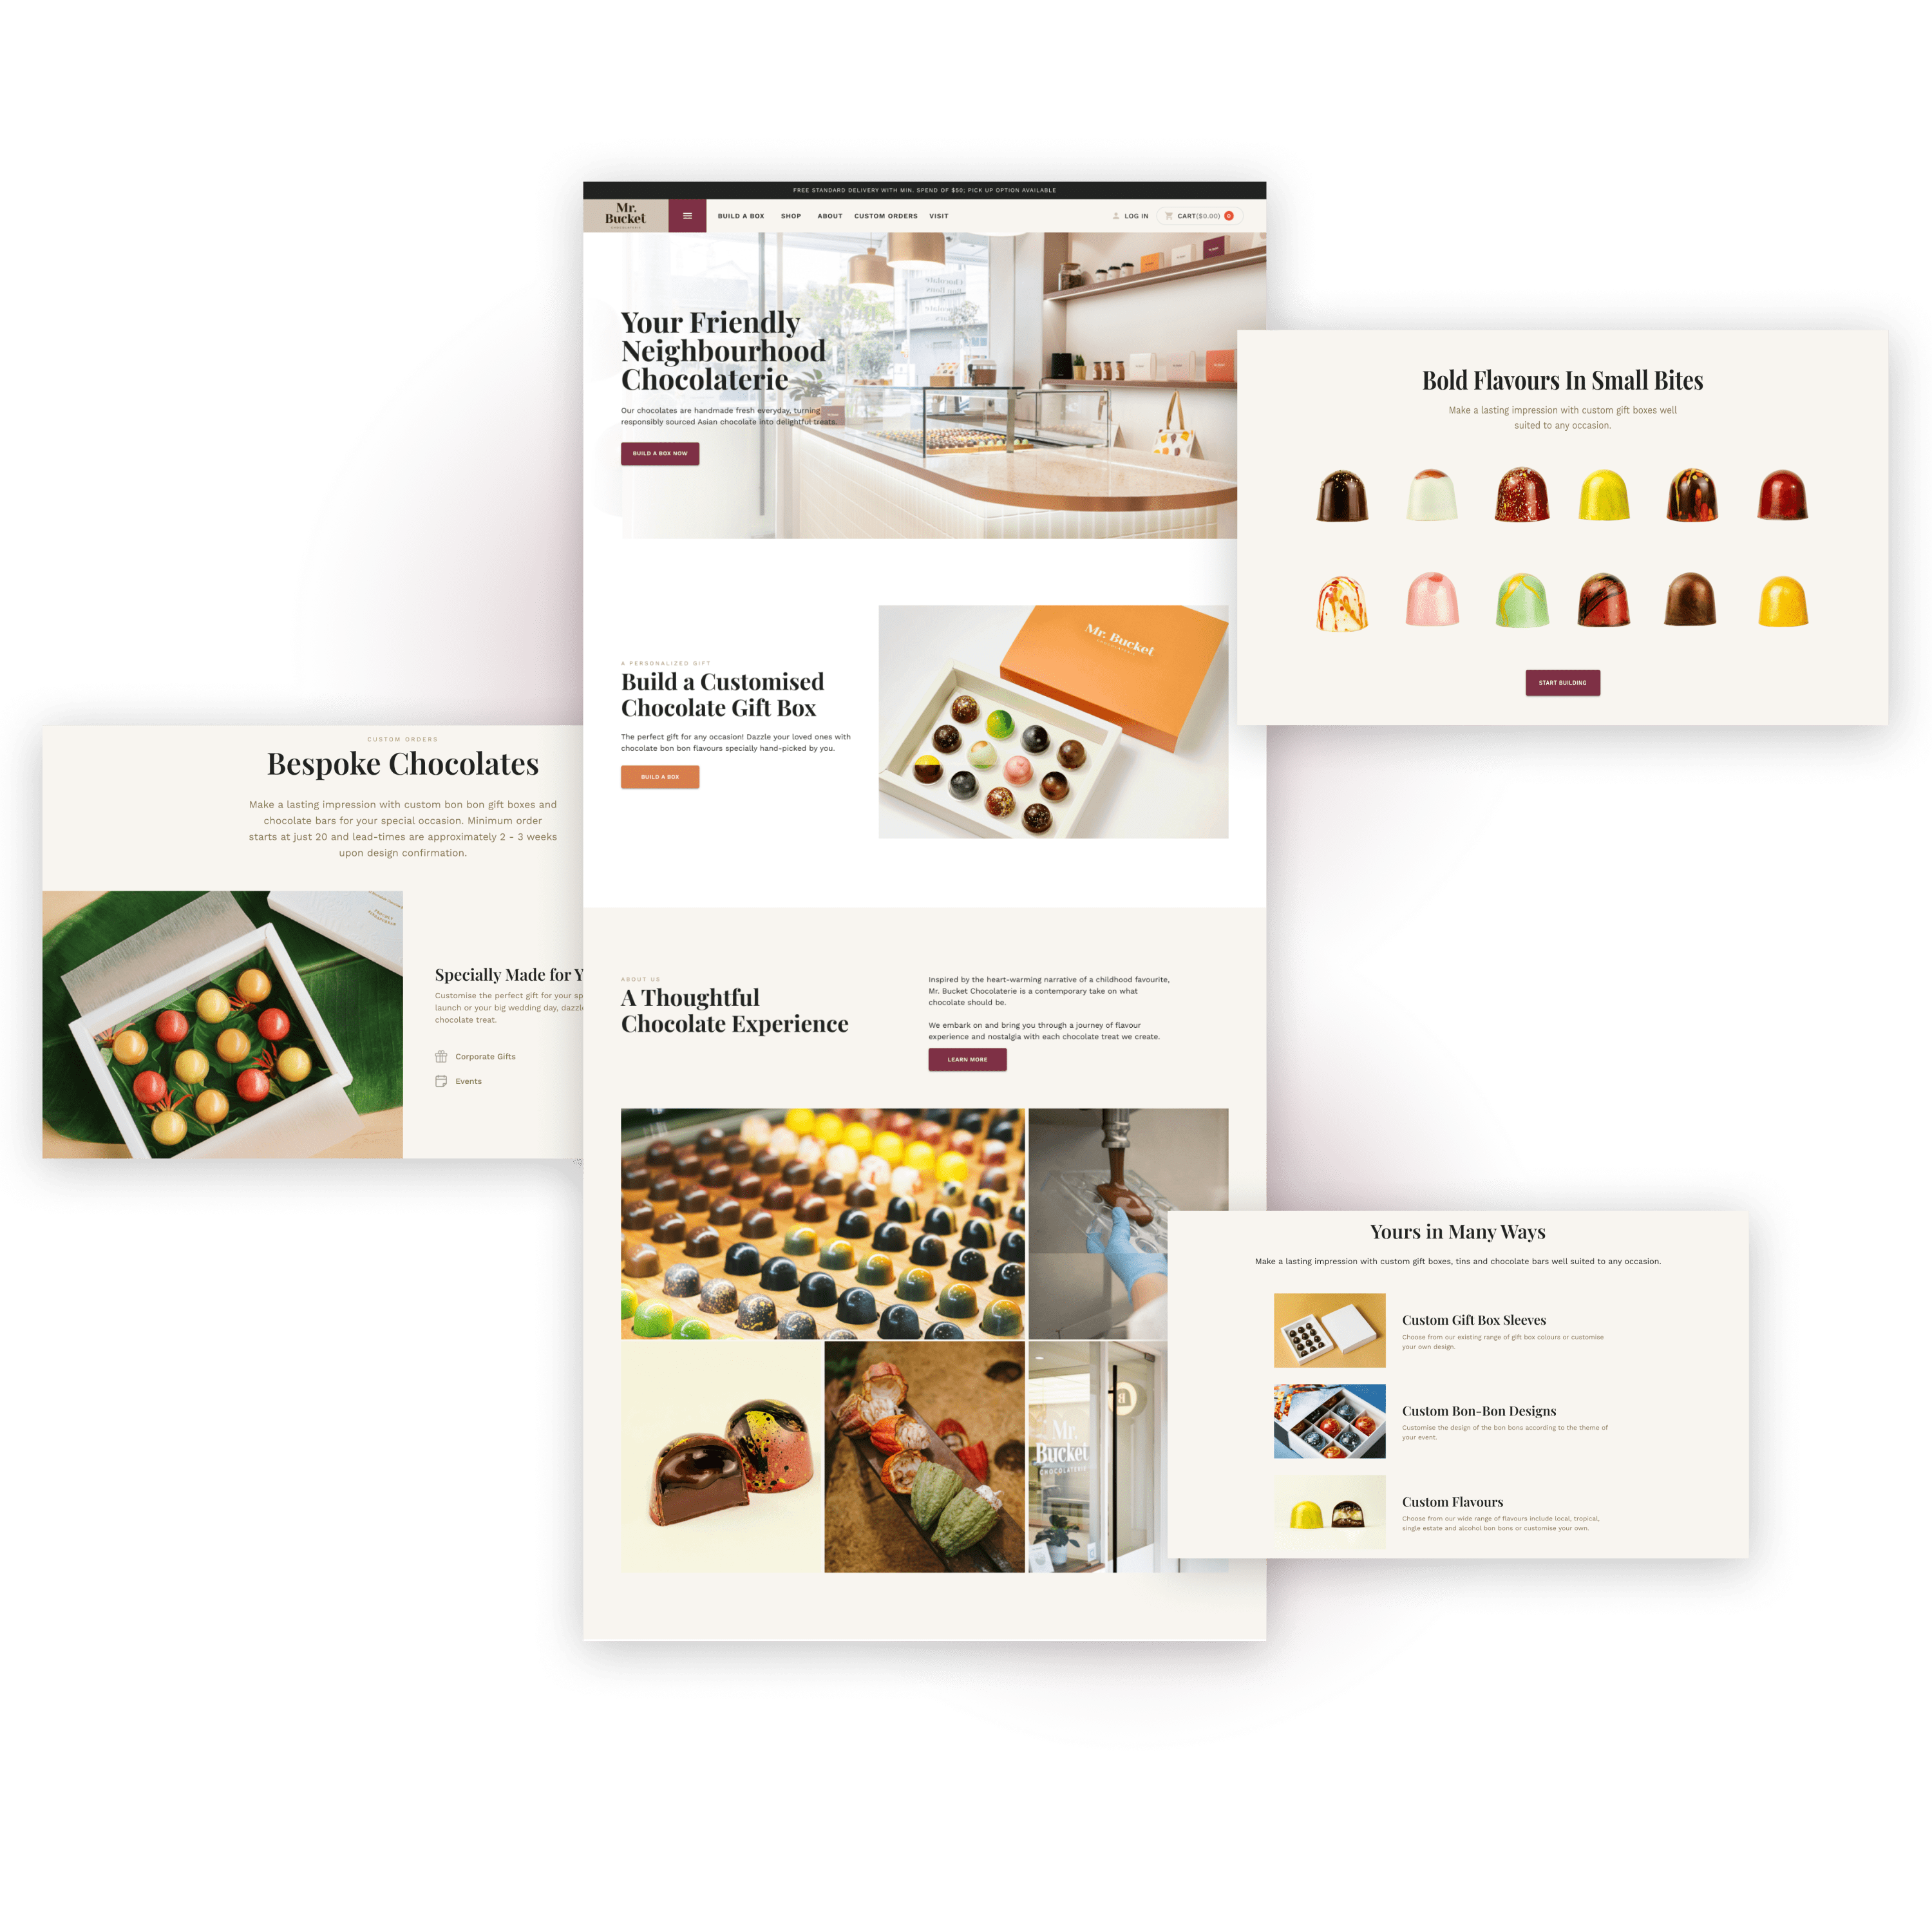 FREE STANDARD DELIVERY WITH MIN. SPEND OF $50; PICK UP OPTION AVAILABLE
Mr.
Bucket
CHOCOLATERIE
BUILD A BOX SHOP ABOUT CUSTOM ORDERS VISIT
LOG IN CART($0.00) 0
Your Friendly
Neighbourhood
Chocolaterie
Our chocolates are handmade fresh everyday, turning
responsibly sourced Asian chocolate into delightful treats.
BUILD A BOX NOW
A PERSONALIZED GIFT
Build a Customised
Chocolate Gift Box
The perfect gift for any occasion! Dazzle your loved ones with
chocolate bon bon flavours specially hand-picked by you.
BUILD A BOX
Mr. Bucket
CHOCOLATERIE
ABOUT US
A Thoughtful
Chocolate Experience
Inspired by the heart-warming narrative of a childhood favourite,
Mr. Bucket Chocolaterie is a contemporary take on what
chocolate should be.
We embark on and bring you through a journey of flavour
experience and nostalgia with each chocolate treat we create.
LEARN MORE
Mr.
Bucket
CHOCOLATERIE
B
Bold Flavours In Small Bites
Make a lasting impression with custom gift boxes well
suited to any occasion.
START BUILDING
CUSTOM ORDERS
Bespoke Chocolates
Make a lasting impression with custom bon bon gift boxes and
chocolate bars for your special occasion. Minimum order
starts at just 20 and lead-times are approximately 2 - 3 weeks
upon design confirmation.
Specially Made for Y
Customise the perfect gift for your sp
launch or your big wedding day, dazzl
chocolate treat.
Corporate Gifts
Events
Yours in Many Ways
Make a lasting impression with custom gift boxes, tins and chocolate bars well suited to any occasion.
Custom Gift Box Sleeves
Choose from our existing range of gift box colours or customise
your own design.
Custom Bon-Bon Designs
Customise the design of the bon bons according to the theme of
your event.
Custom Flavours
Choose from our wide range of flavours include local, tropical,
single estate and alcohol bon bons or customise your own.